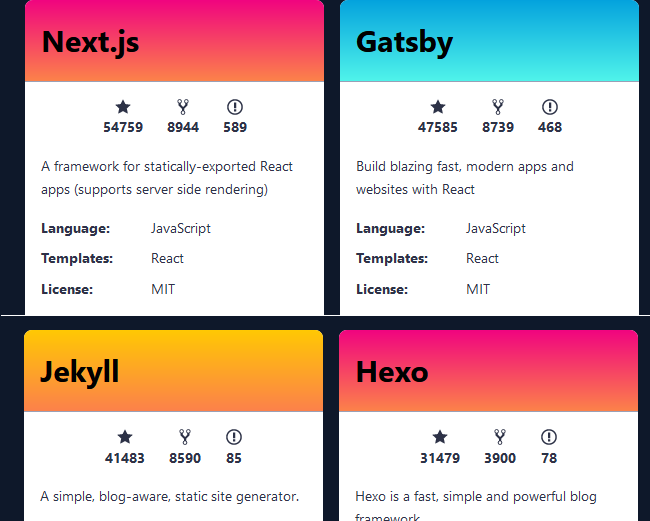 Next.js
54759 8944 589
A framework for statically-exported React
apps (supports server side rendering)
Language: JavaScript
Templates: React
License: MIT
Gatsby
47585 8739 468
Build blazing fast, modern apps and
websites with React
Language: JavaScript
Templates: React
License: MIT
Jekyll
41483 8590 85
A simple, blog-aware, static site generator.
Hexo
31479 3900 78
Hexo is a fast, simple and powerful blog
framework